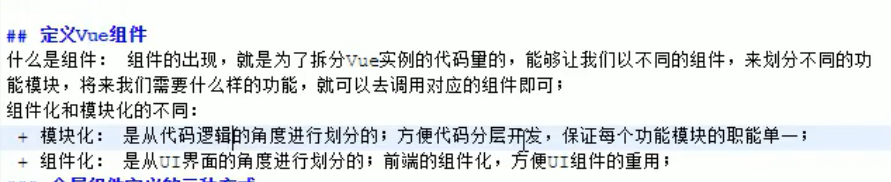 ## 定义Vue组件
什么是组件： 组件的出现，就是为了拆分Vue实例的代码量的，能够让我们以不同的组件，来划分不同的功
能模块，将来我们需要什么样的功能，就可以去调用对应的组件即可；
组件化和模块化的不同：
+ 模块化： 是从代码逻辑的角度进行划分的；方便代码分层开发，保证每个功能模块的职能单一；
+ 组件化： 是从UI界面的角度进行划分的；前端的组件化，方便UI组件的重用；